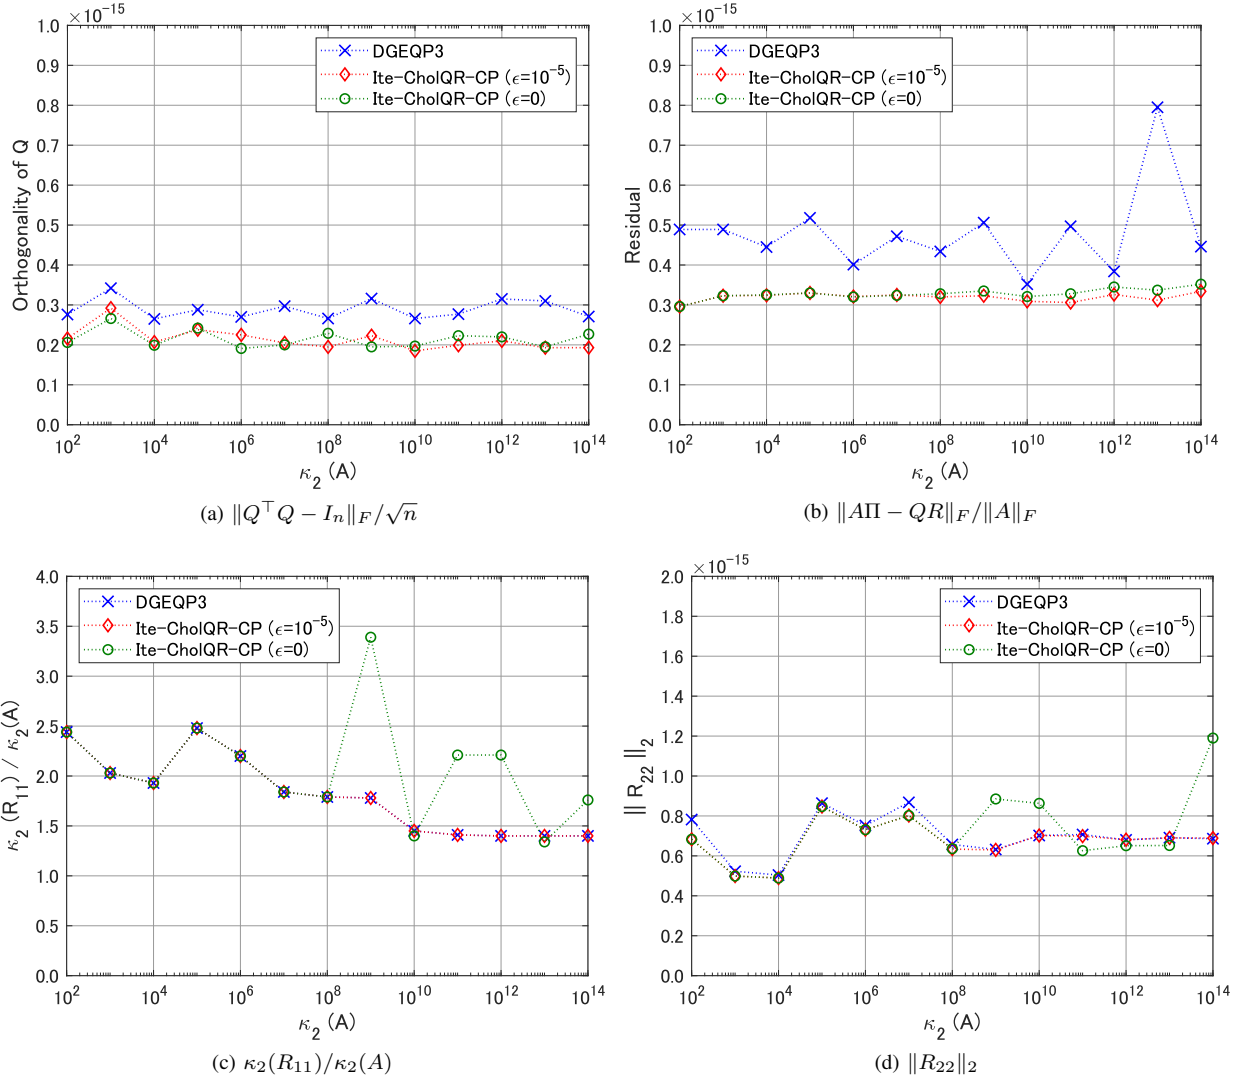 ×10⁻¹⁵
1.0
0.9
0.8
0.7
0.6
0.5
0.4
0.3
0.2
0.1
0.0
Orthogonality of Q
DGEQP3
Ite-CholQR-CP (ϵ=10⁻⁵)
Ite-CholQR-CP (ϵ=0)
10² 10⁴ 10⁶ 10⁸ 10¹⁰ 10¹² 10¹⁴
κ₂ (A)
(a) ‖Q⊤Q − Iₙ‖F/√n
×10⁻¹⁵
1.0
0.9
0.8
0.7
0.6
0.5
0.4
0.3
0.2
0.1
0.0
Residual
DGEQP3
Ite-CholQR-CP (ϵ=10⁻⁵)
Ite-CholQR-CP (ϵ=0)
10² 10⁴ 10⁶ 10⁸ 10¹⁰ 10¹² 10¹⁴
κ₂ (A)
(b) ‖AΠ − QR‖F/‖A‖F
4.0
3.5
3.0
2.5
2.0
1.5
1.0
0.5
0.0
κ₂ (R₁₁) / κ₂(A)
DGEQP3
Ite-CholQR-CP (ϵ=10⁻⁵)
Ite-CholQR-CP (ϵ=0)
10² 10⁴ 10⁶ 10⁸ 10¹⁰ 10¹² 10¹⁴
κ₂ (A)
(c) κ₂(R₁₁)/κ₂(A)
×10⁻¹⁵
2.0
1.8
1.6
1.4
1.2
1.0
0.8
0.6
0.4
0.2
0.0
‖ R₂₂ ‖₂
DGEQP3
Ite-CholQR-CP (ϵ=10⁻⁵)
Ite-CholQR-CP (ϵ=0)
10² 10⁴ 10⁶ 10⁸ 10¹⁰ 10¹² 10¹⁴
κ₂ (A)
(d) ‖R₂₂‖₂